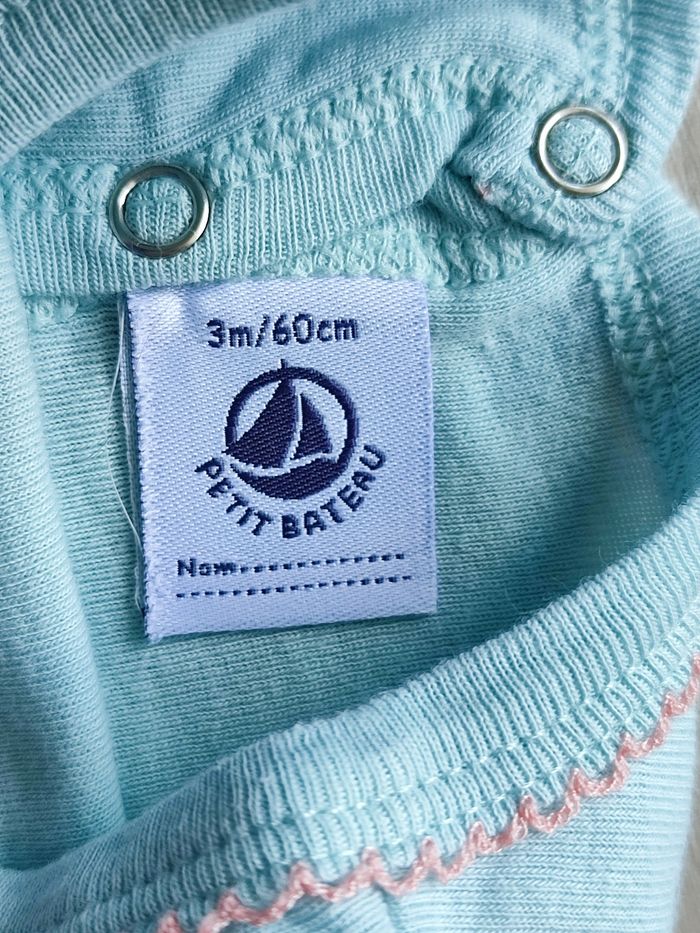 3m/60cm
PETIT BATEAU
Nom..............
....................